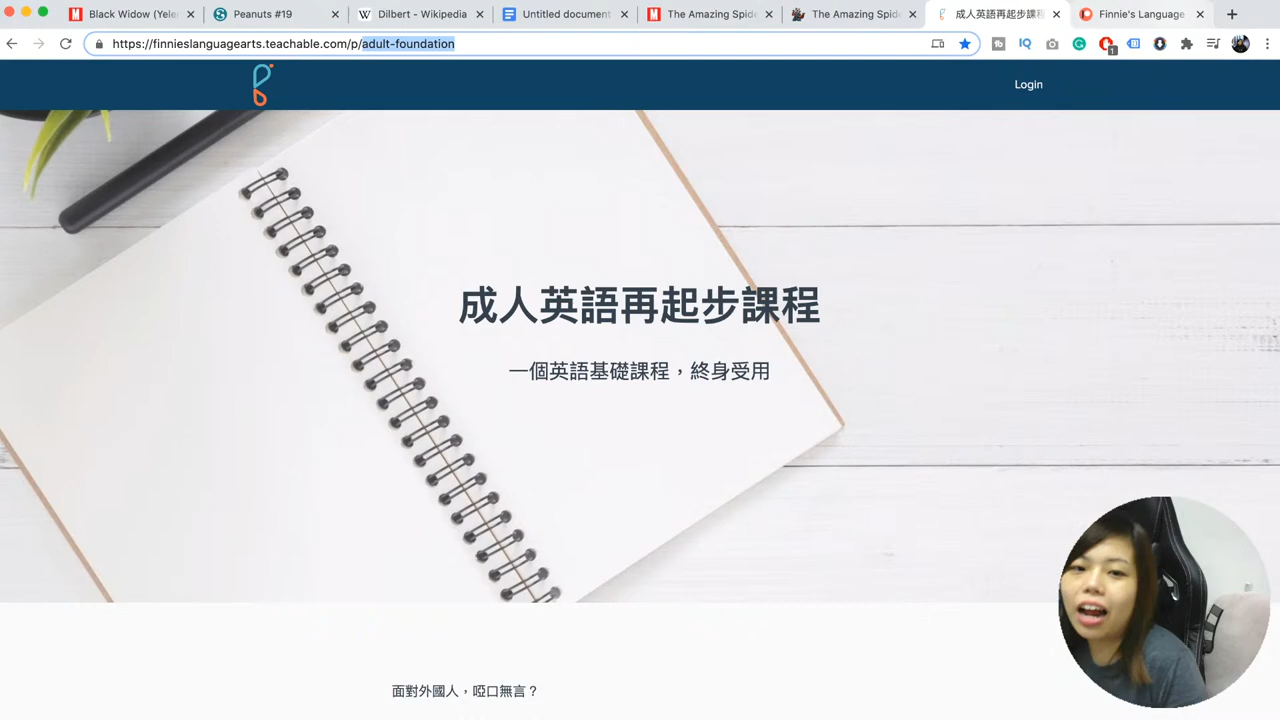 Black Widow (Yeler
Peanuts #19
Dilbert - Wikipedia
Untitled document
The Amazing Spide
The Amazing Spide
成人英語再起步課程
Finnie's Language
https://finnieslanguagearts.teachable.com/p/adult-foundation
Login
成人英語再起步課程
一個英語基礎課程，終身受用
面對外國人，啞口無言？